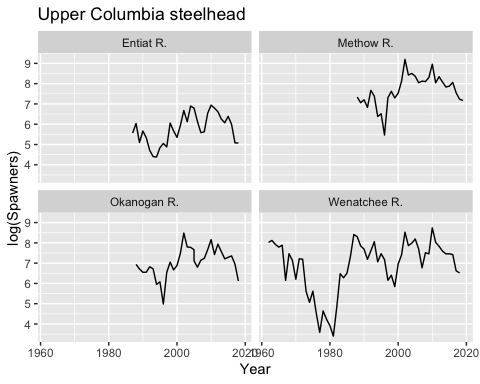 Upper Columbia steelhead
Entiat R.
Methow R.
9
8
7
6
5
4
Okanogan R.
Wenatchee R.
9
8
7
6
5
4
log(Spawners)
1960
1980
2000
2020
1960
1980
2000
2020
Year